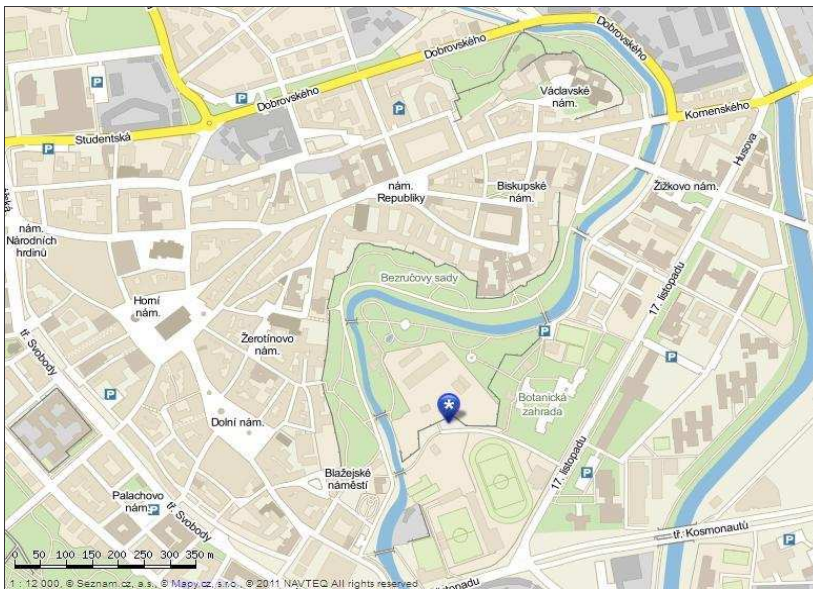 Dobrovského
Dobrovského
Dobrovského
Václavské
nám.
Komenského
Studentská
Husova
nám.
Republiky
Biskupské
nám.
Žižkovo nám.
nám.
Národních
hrdinů
Bezručovy sady
17. listopadu
Horní
nám.
Žerotínovo
nám.
tř. Svobody
P
P
P
P
P
P
P
P
P
Botanická
zahrada
*
Dolní nám.
17. listopadu
Blažejské
náměstí
Palachovo
nám.
tř. Svobody
tř. Kosmonautů
0 50 100 150 200 250 300 350 m
1 : 12 000, © Seznam.cz, a.s., © Mapy.cz, s.r.o., © 2011 NAVTEQ All rights reserved